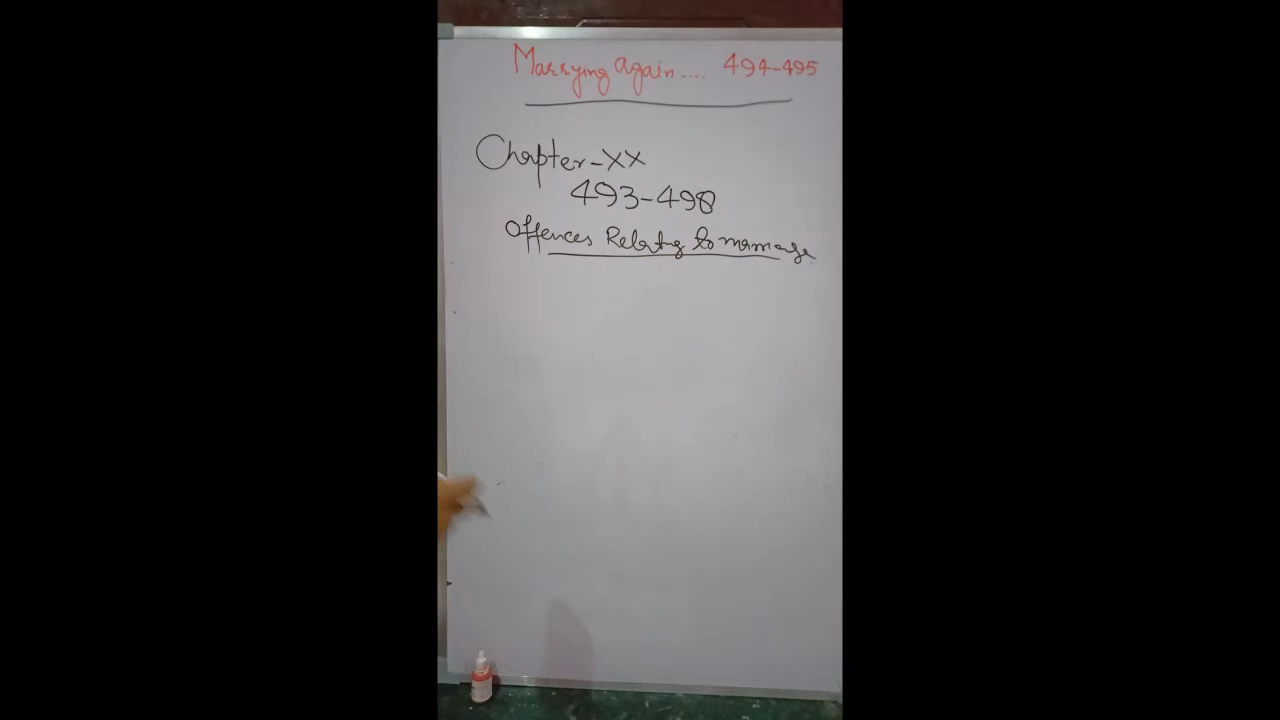 Marrying Again.... 494-495
Chapter-XX
493-498
Offences Relating to marriage